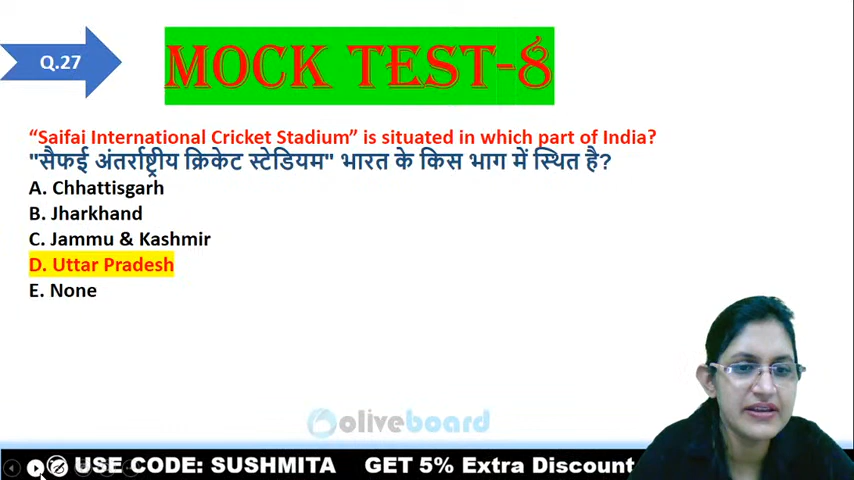 Q.27
MOCK TEST-8
“Saifai International Cricket Stadium” is situated in which part of India?
"सैफई अंतर्राष्ट्रीय क्रिकेट स्टेडियम" भारत के किस भाग में स्थित है?
A. Chhattisgarh
B. Jharkhand
C. Jammu & Kashmir
D. Uttar Pradesh
E. None
oliveboard
USE CODE: SUSHMITA GET 5% Extra Discount